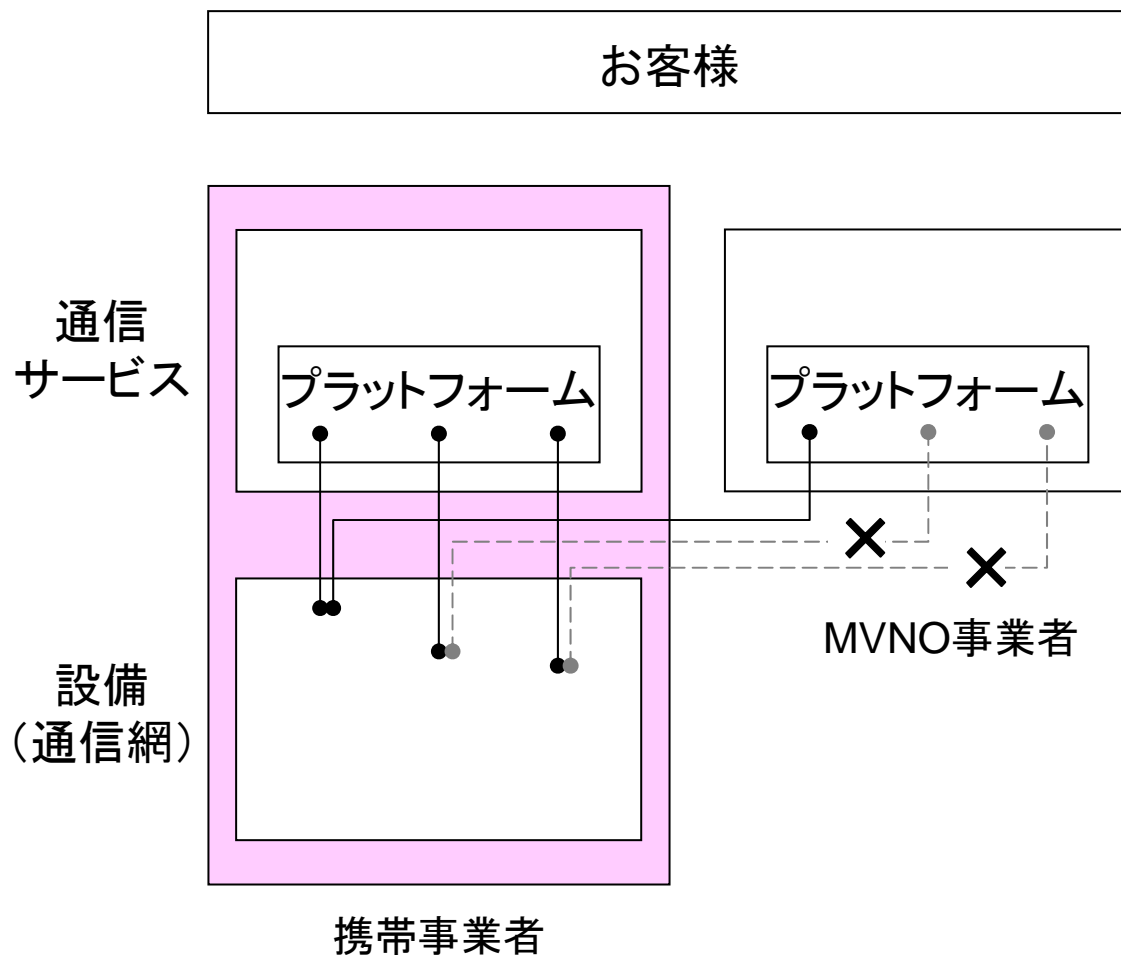 お客様
通信
サービス
プラットフォーム
プラットフォーム
MVNO事業者
設備
（通信網）
携帯事業者